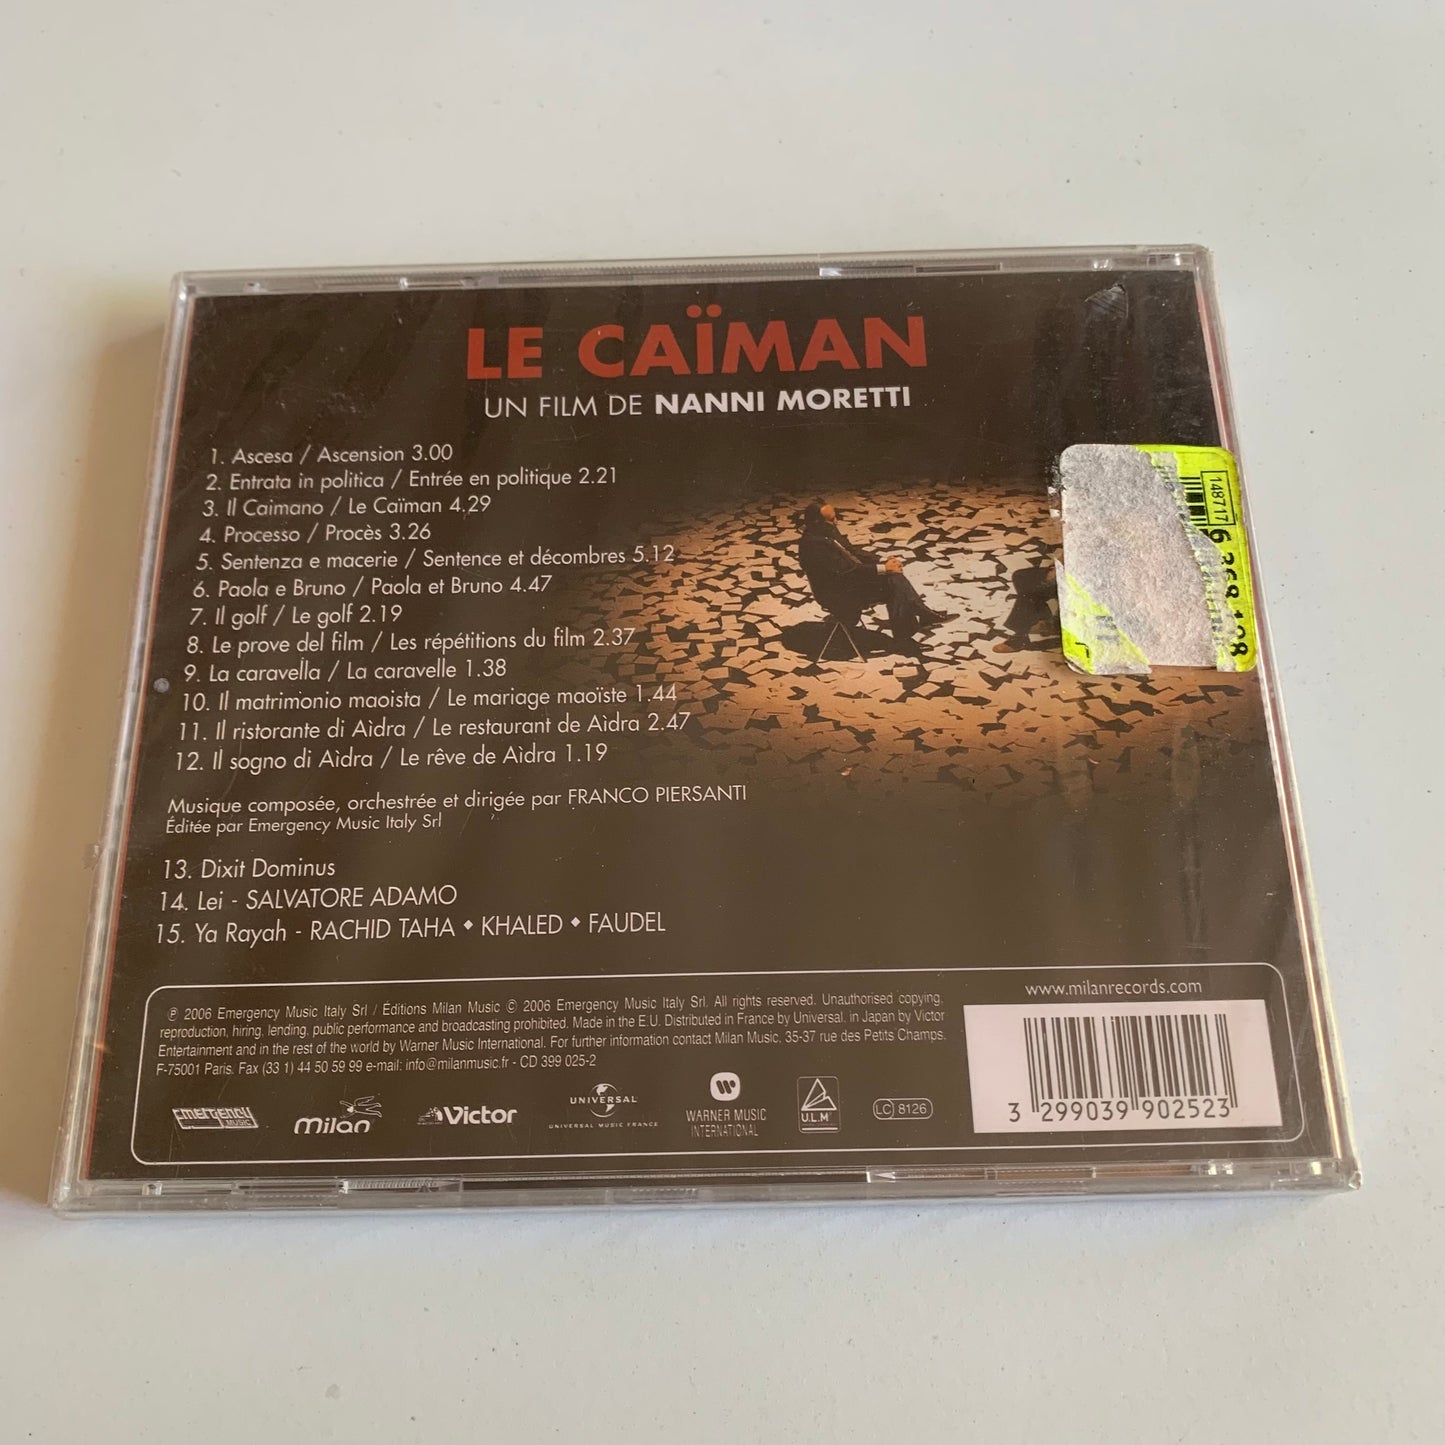 LE CAÏMAN
UN FILM DE NANNI MORETTI
1. Ascesa / Ascension 3.00
2. Entrata in politica / Entrée en politique 2.21
3. Il Caimano / Le Caïman 4.29
4. Processo / Procès 3.26
5. Sentenza e macerie / Sentence et décombres 5.12
6. Paola e Bruno / Paola et Bruno 4.47
7. Il golf / Le golf 2.19
8. Le prove del film / Les répétitions du film 2.37
9. La caravella / La caravelle 1.38
10. Il matrimonio maoista / Le mariage maoïste 1.44
11. Il ristorante di Aìdra / Le restaurant de Aìdra 2.47
12. Il sogno di Aìdra / Le rêve de Aìdra 1.19
Musique composée, orchestrée et dirigée par FRANCO PIERSANTI
Éditée par Emergency Music Italy Srl
13. Dixit Dominus
14. Lei - SALVATORE ADAMO
15. Ya Rayah - RACHID TAHA ◆ KHALED ◆ FAUDEL
148717
6 368 108
℗ 2006 Emergency Music Italy Srl / Éditions Milan Music © 2006 Emergency Music Italy Srl. All rights reserved. Unauthorised copying,
reproduction, hiring, lending, public performance and broadcasting prohibited. Made in the E.U. Distributed in France by Universal. in Japan by Victor
Entertainment and in the rest of the world by Warner Music International. For further information contact Milan Music. 35-37 rue des Petits Champs.
F-75001 Paris. Fax (33 1) 44 50 59 99 e-mail: info@milanmusic.fr - CD 399 025-2
www.milanrecords.com
EMERGENCY MUSIC
milan
Victor
UNIVERSAL
UNIVERSAL MUSIC FRANCE
WARNER MUSIC
INTERNATIONAL
U.L.M
LC 8126
3 299039 902523